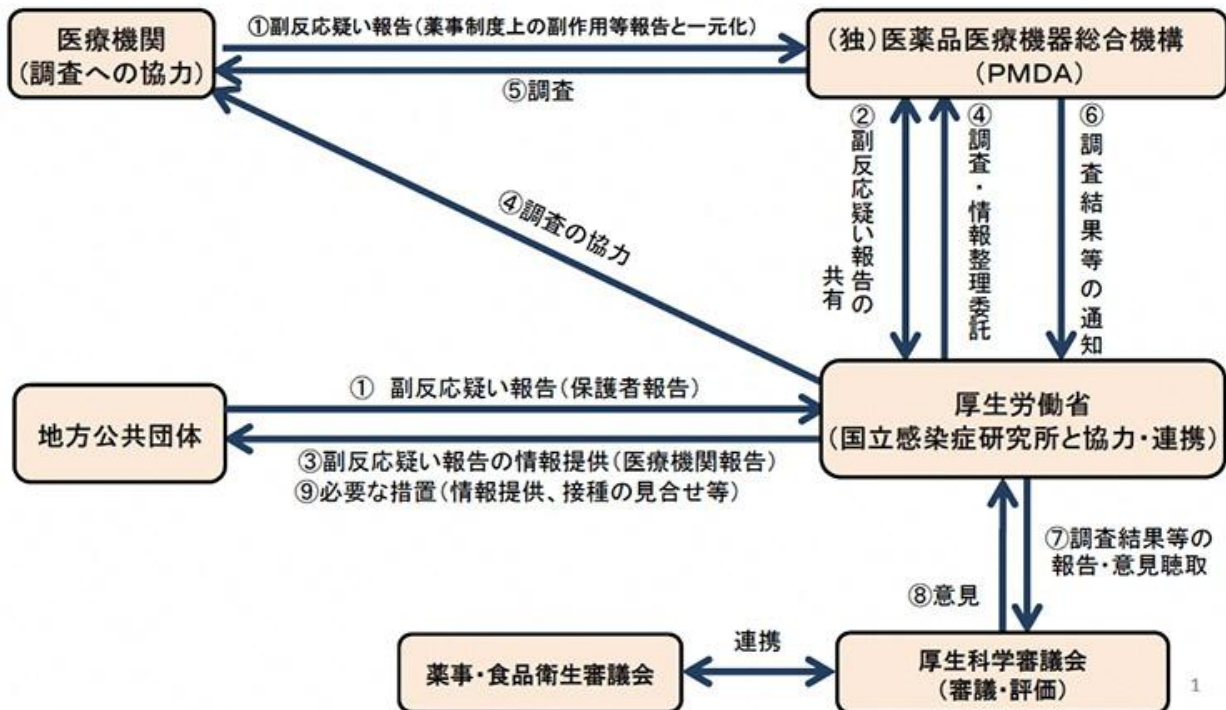 医療機関
(調査への協力)
①副反応疑い報告(薬事制度上の副作用等報告と一元化)
(独)医薬品医療機器総合機構
(PMDA)
⑤調査
②副反応疑い報告の
共有
④調査・情報整理委託
⑥調査結果等の通知
④調査の協力
地方公共団体
① 副反応疑い報告(保護者報告)
厚生労働省
(国立感染症研究所と協力・連携)
③副反応疑い報告の情報提供(医療機関報告)
⑨必要な措置(情報提供、接種の見合せ等)
⑦調査結果等の
報告・意見聴取
⑧意見
薬事・食品衛生審議会
連携
厚生科学審議会
(審議・評価)
1